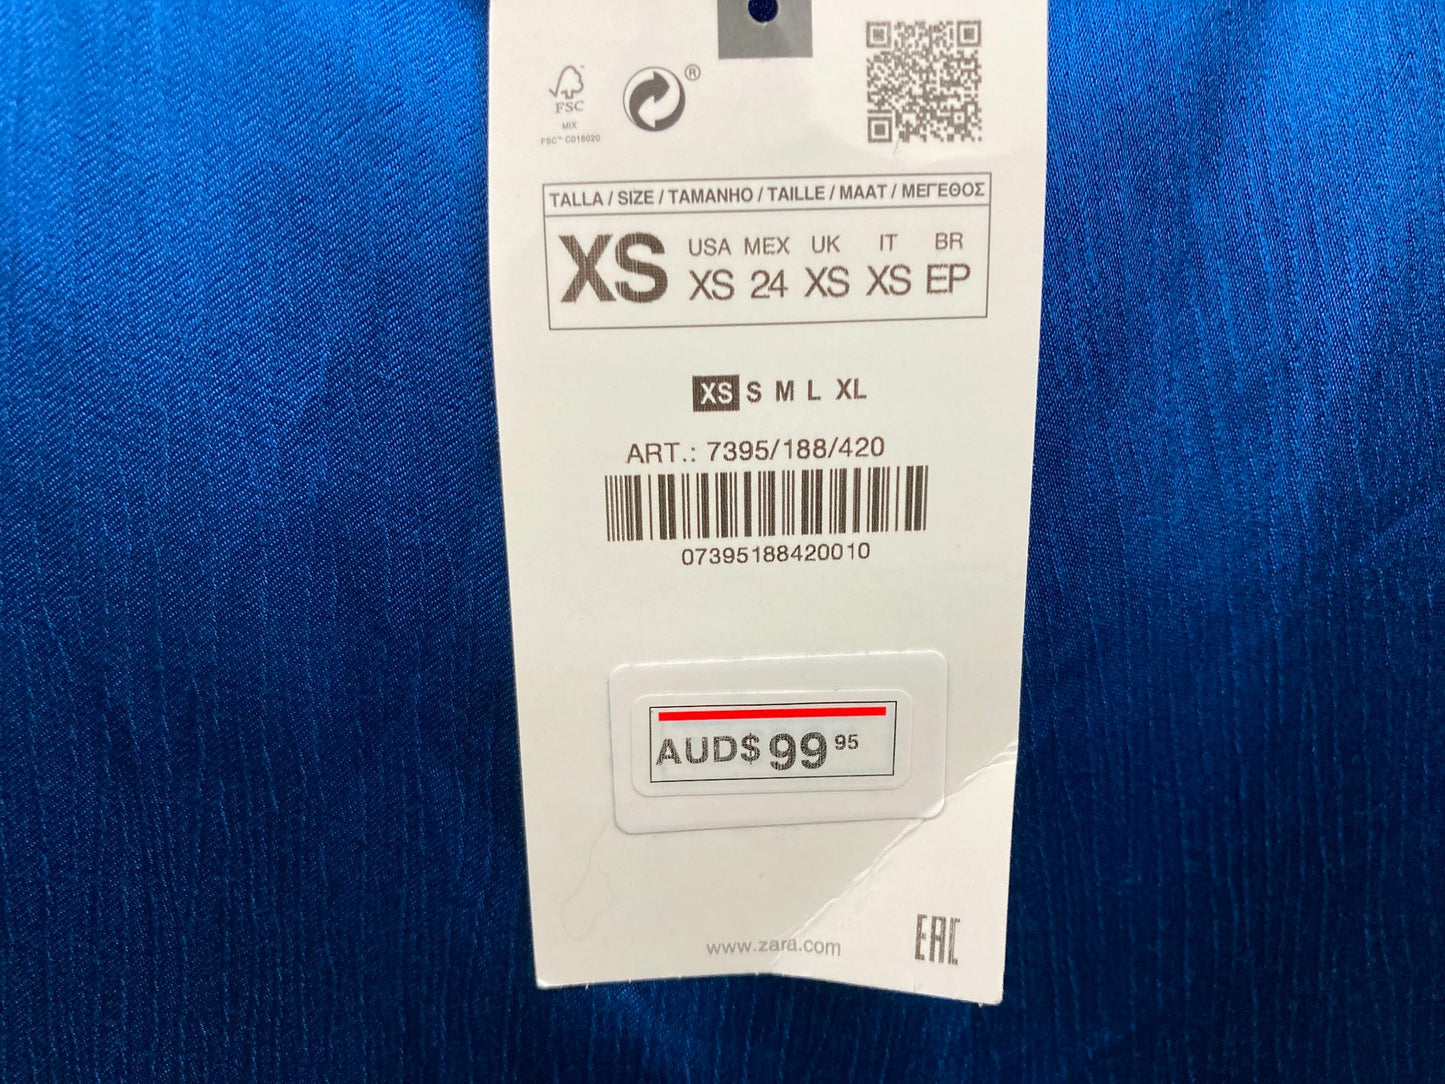 FSC
MIX
FSC™ C016020
®
TALLA / SIZE / TAMANHO / TAILLE / MAAT / ΜΕΓΕΘΟΣ
XS
USA MEX UK IT BR
XS 24 XS XS EP
XS S M L XL
ART.: 7395/188/420
07395188420010
AUD$ 99 95
www.zara.com
EAC